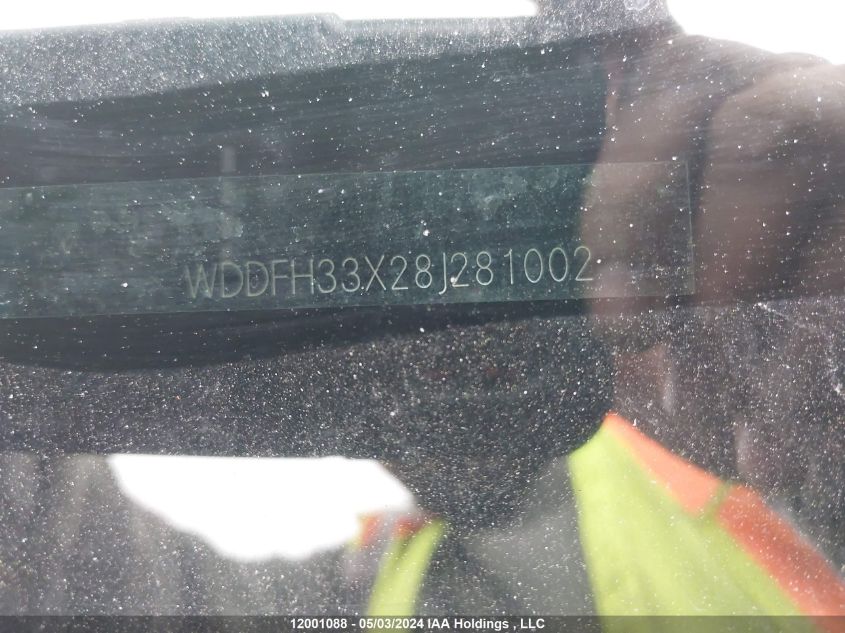 WDDFH33X28J281002
12001088 - 05/03/2024 IAA Holdings , LLC